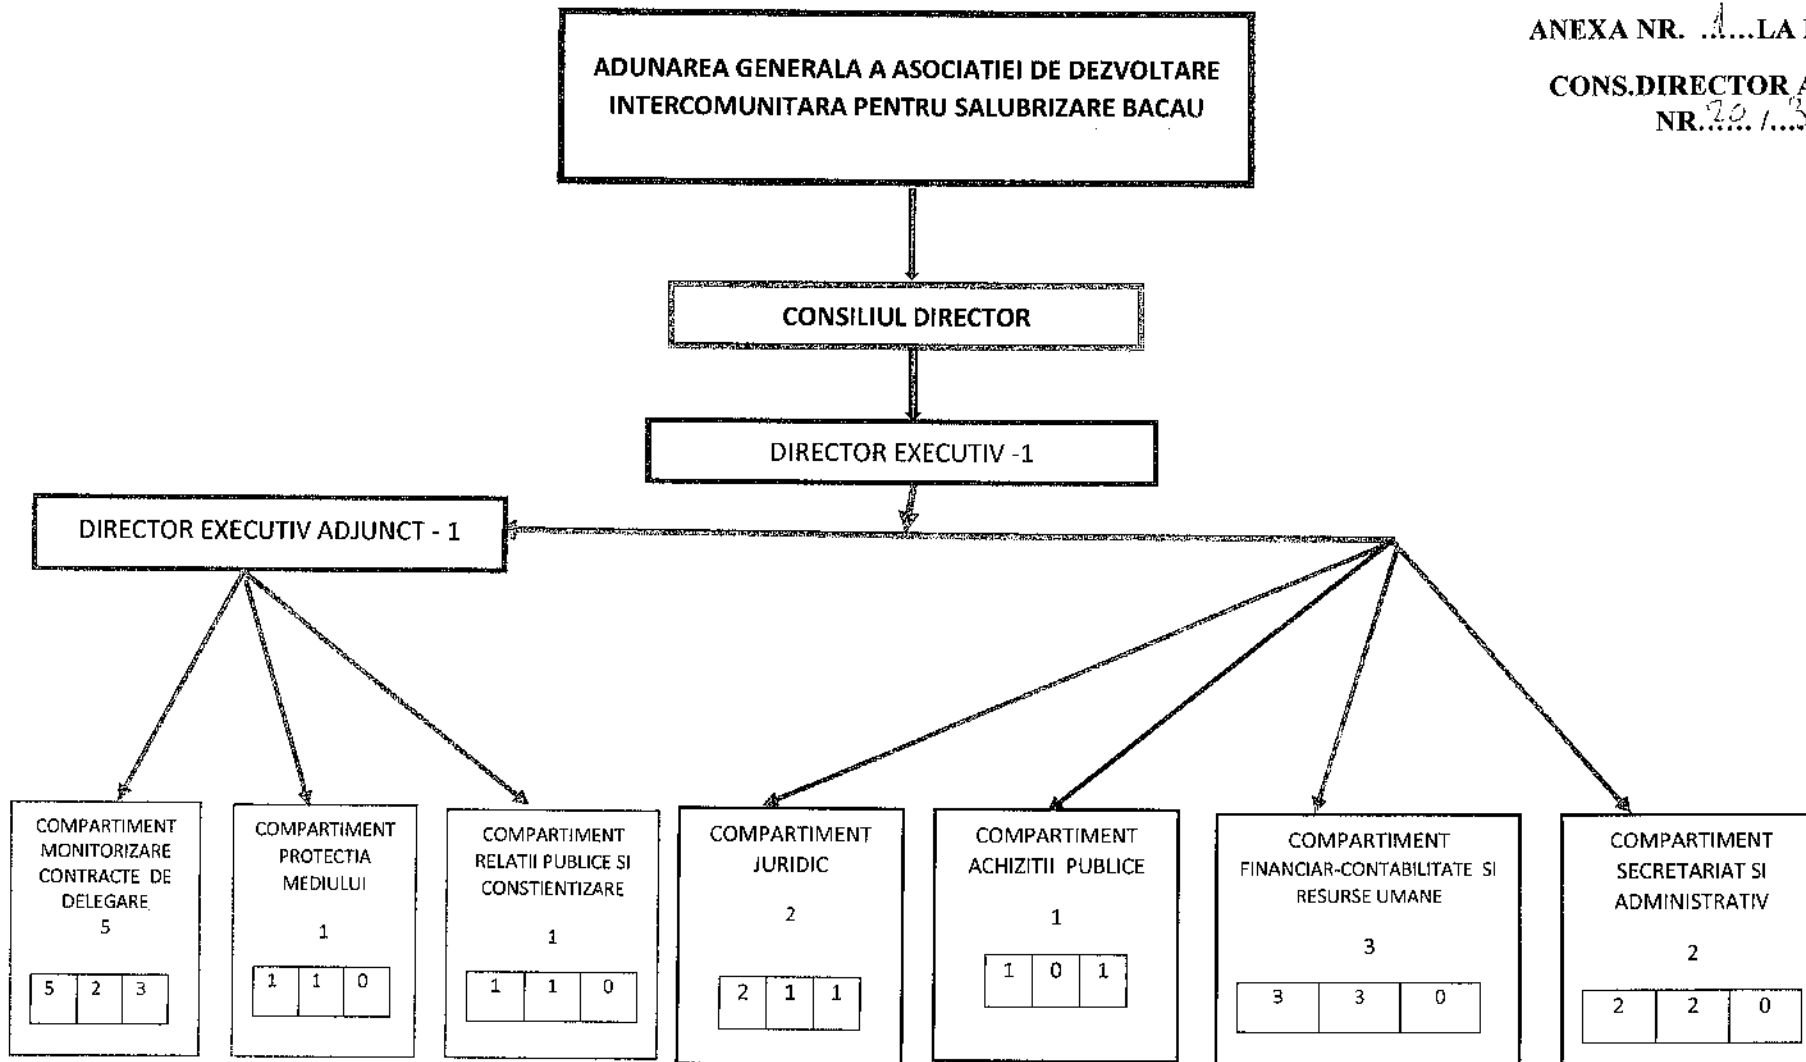 ANEXA NR. .1....LA
CONS.DIRECTOR
NR..20... /...3
ADUNAREA GENERALA A ASOCIATIEI DE DEZVOLTARE
INTERCOMUNITARA PENTRU SALUBRIZARE BACAU
CONSILIUL DIRECTOR
DIRECTOR EXECUTIV -1
DIRECTOR EXECUTIV ADJUNCT - 1
COMPARTIMENT
MONITORIZARE
CONTRACTE DE
DELEGARE
5
5 2 3
COMPARTIMENT
PROTECTIA
MEDIULUI
1
1 1 0
COMPARTIMENT
RELATII PUBLICE SI
CONSTIENTIZARE
1
1 1 0
COMPARTIMENT
JURIDIC
2
2 1 1
COMPARTIMENT
ACHIZITII PUBLICE
1
1 0 1
COMPARTIMENT
FINANCIAR-CONTABILITATE SI
RESURSE UMANE
3
3 3 0
COMPARTIMENT
SECRETARIAT SI
ADMINISTRATIV
2
2 2 0